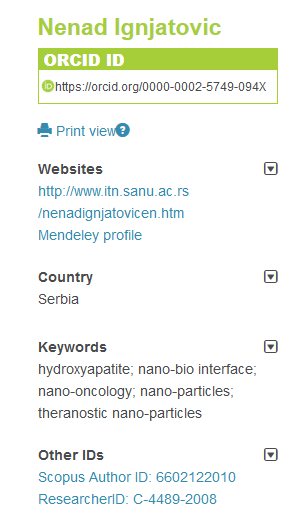 Nenad Ignjatovic
ORCID ID
iD https://orcid.org/0000-0002-5749-094X
Print view ?
Websites
http://www.itn.sanu.ac.rs
/nenadignjatovicen.htm
Mendeley profile
Country
Serbia
Keywords
hydroxyapatite; nano-bio interface;
nano-oncology; nano-particles;
theranostic nano-particles
Other IDs
Scopus Author ID: 6602122010
ResearcherID: C-4489-2008